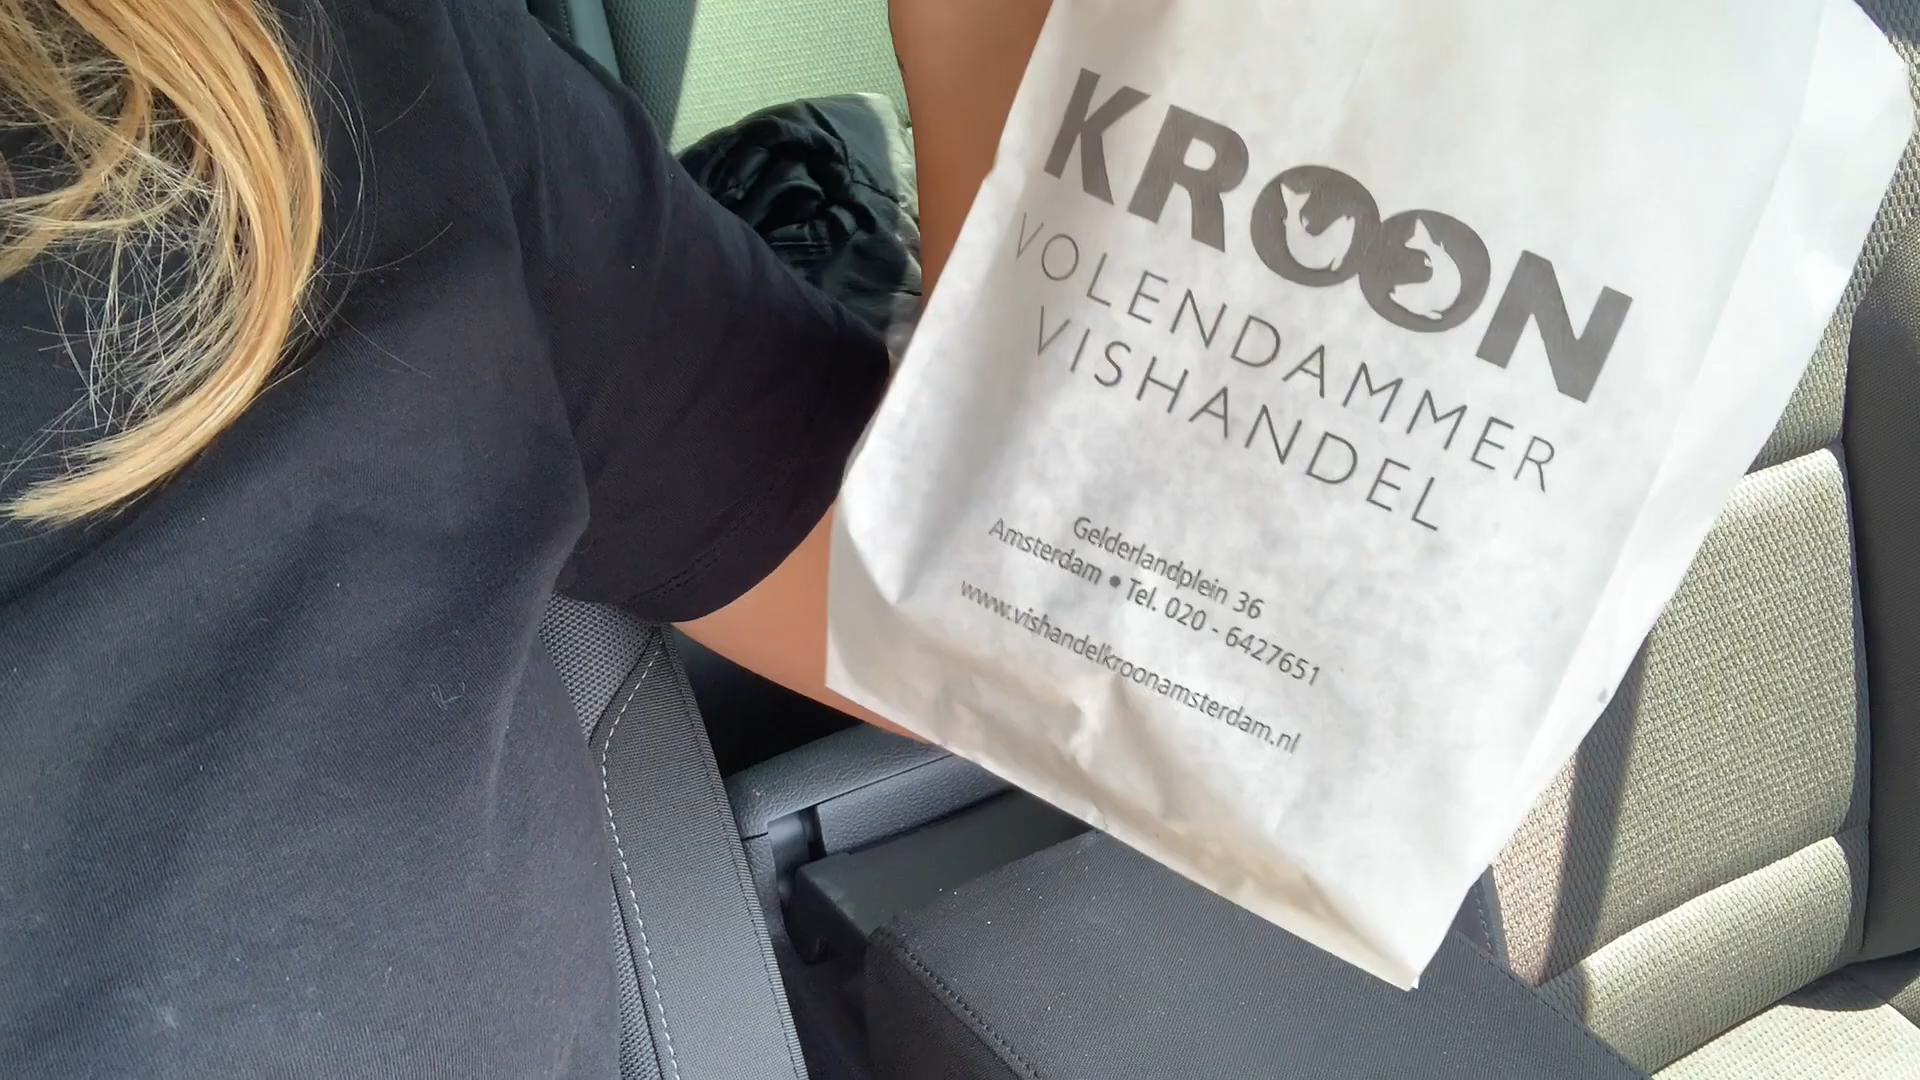 KROON
VOLENDAMMER
VISHANDEL
Gelderlandplein 36
Amsterdam • Tel. 020 - 6427651
www.vishandelkroonamsterdam.nl